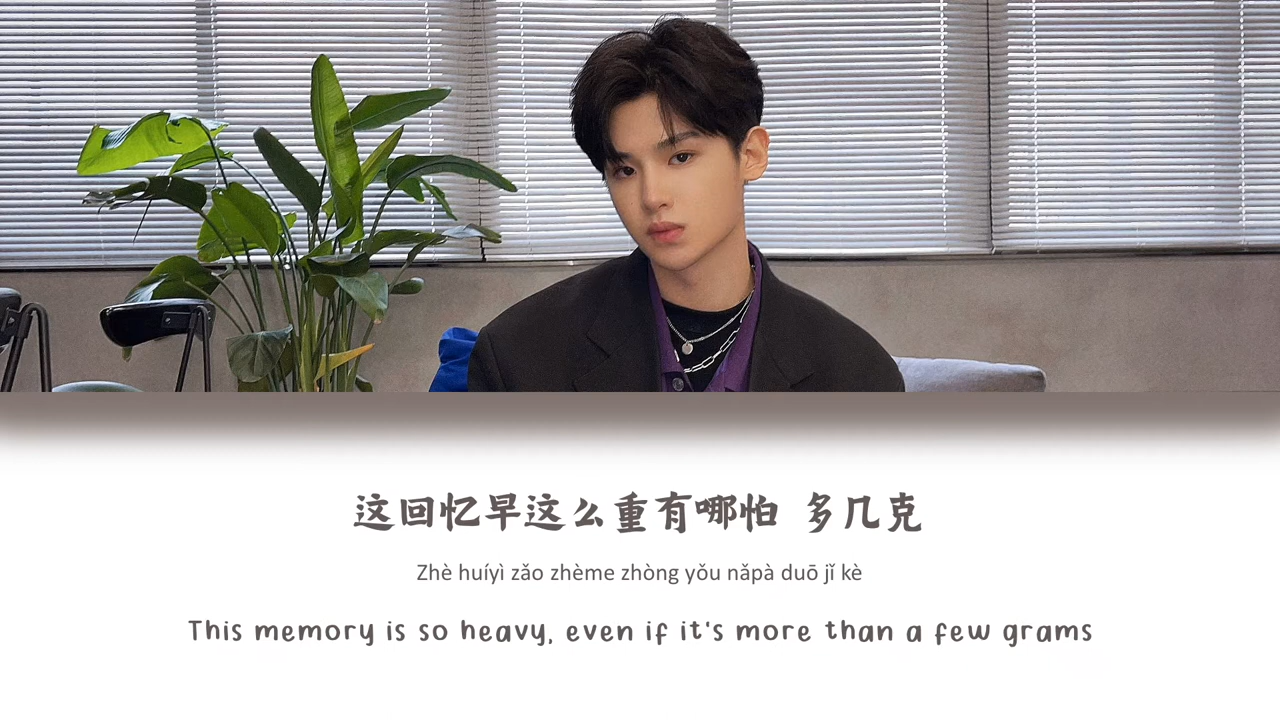 这回忆早这么重有哪怕 多几克
Zhè huíyì zǎo zhème zhòng yǒu nǎpà duō jǐ kè
This memory is so heavy, even if it's more than a few grams